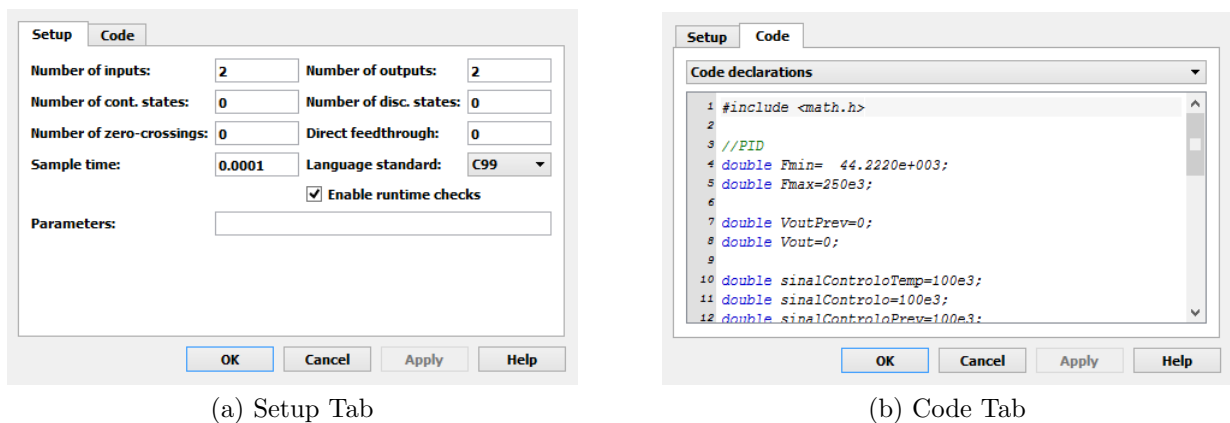 Setup Code
Number of inputs: 2 Number of outputs: 2
Number of cont. states: 0 Number of disc. states: 0
Number of zero-crossings: 0 Direct feedthrough: 0
Sample time: 0.0001 Language standard: C99
Enable runtime checks
Parameters:
OK Cancel Apply Help
(a) Setup Tab
Setup Code
Code declarations
1 #include <math.h>
2
3 //PID
4 double Fmin=  44.2220e+003;
5 double Fmax=250e3;
6
7 double VoutPrev=0;
8 double Vout=0;
9
10 double sinalControloTemp=100e3;
11 double sinalControlo=100e3;
12 double sinalControloPrev=100e3;
OK Cancel Apply Help
(b) Code Tab